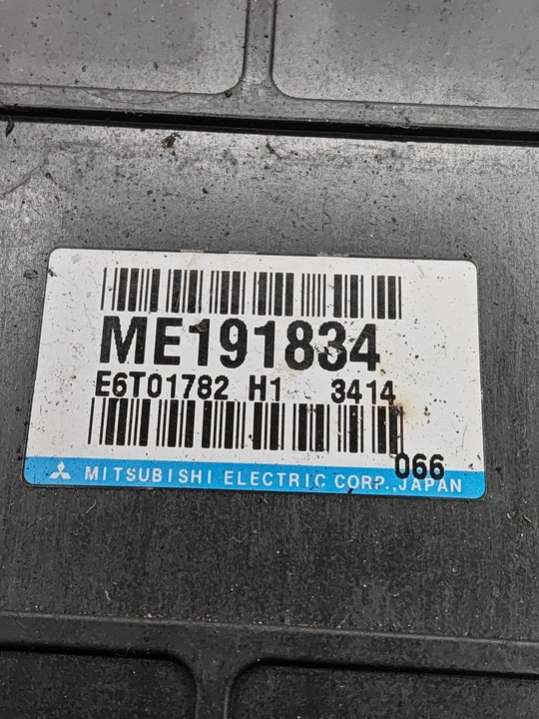 ME191834
E6T01782 H1 3414
066
MITSUBISHI ELECTRIC CORP., JAPAN